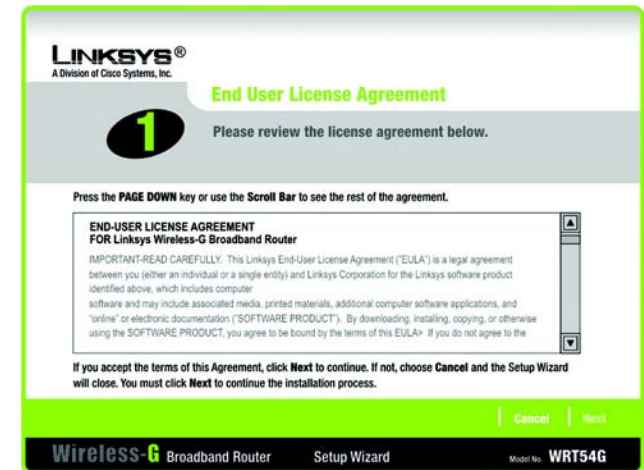 LINKSYS®
A Division of Cisco Systems, Inc.
End User License Agreement
1
Please review the license agreement below.
Press the PAGE DOWN key or use the Scroll Bar to see the rest of the agreement.
END-USER LICENSE AGREEMENT
FOR Linksys Wireless-G Broadband Router
IMPORTANT-READ CAREFULLY: This Linksys End-User License Agreement ("EULA") is a legal agreement
between you (either an individual or a single entity) and Linksys Corporation for the Linksys software product
identified above, which includes computer
software and may include associated media, printed materials, additional computer software applications, and
"online" or electronic documentation ("SOFTWARE PRODUCT"). By downloading, installing, copying, or otherwise
using the SOFTWARE PRODUCT, you agree to be bound by the terms of this EULA> If you do not agree to the
If you accept the terms of this Agreement, click Next to continue. If not, choose Cancel and the Setup Wizard
will close. You must click Next to continue the installation process.
Cancel Next
Wireless-G Broadband Router Setup Wizard Model No. WRT54G